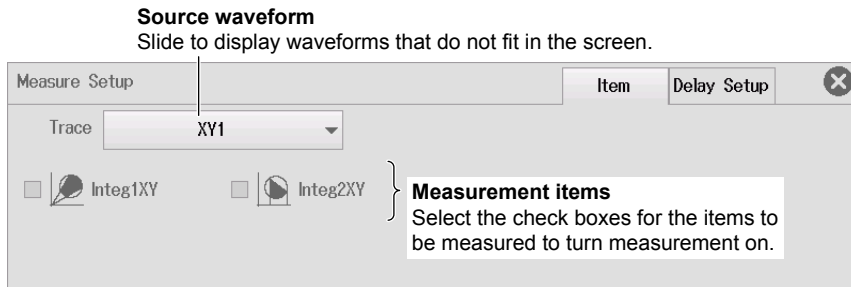 Source waveform
Slide to display waveforms that do not fit in the screen.
Measure Setup
Item
Delay Setup
Trace
XY1
Integ1XY
Integ2XY
Measurement items
Select the check boxes for the items to
be measured to turn measurement on.